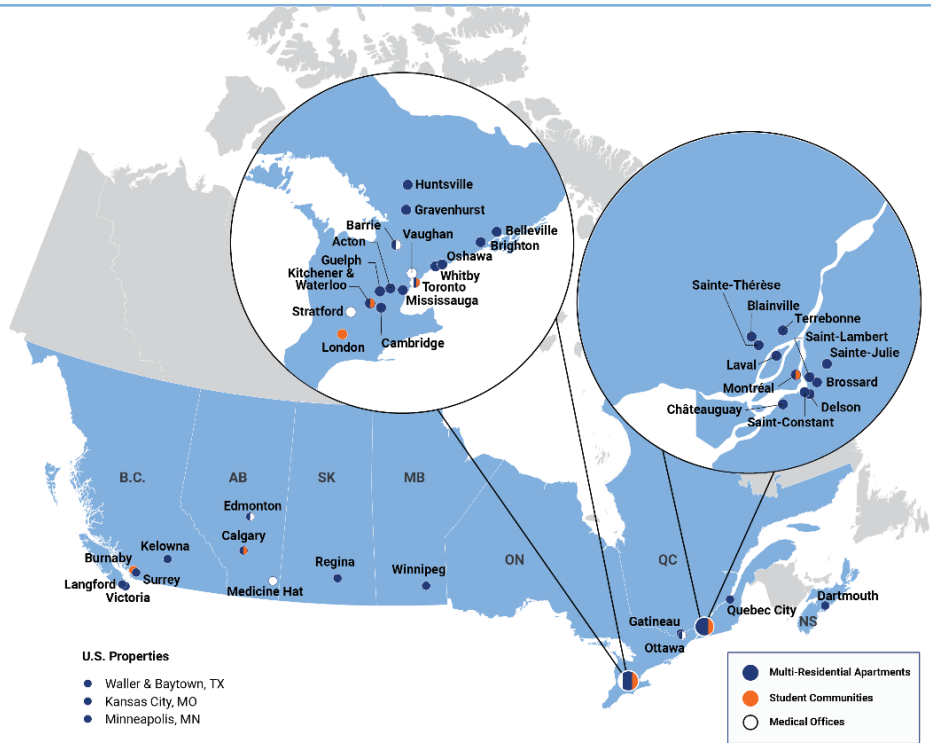 Huntsville
Gravenhurst
Barrie
Vaughan
Belleville
Acton
Brighton
Oshawa
Guelph
Whitby
Kitchener &
Waterloo
Toronto
Mississauga
Stratford
London
Cambridge
Sainte-Thérèse
Blainville
Terrebonne
Saint-Lambert
Sainte-Julie
Laval
Montréal
Brossard
Châteauguay
Delson
Saint-Constant
B.C.
AB
SK
MB
ON
QC
NS
Edmonton
Calgary
Kelowna
Burnaby
Surrey
Langford
Victoria
Medicine Hat
Regina
Winnipeg
Gatineau
Ottawa
Quebec City
Dartmouth
U.S. Properties
Waller & Baytown, TX
Kansas City, MO
Minneapolis, MN
Multi-Residential Apartments
Student Communities
Medical Offices